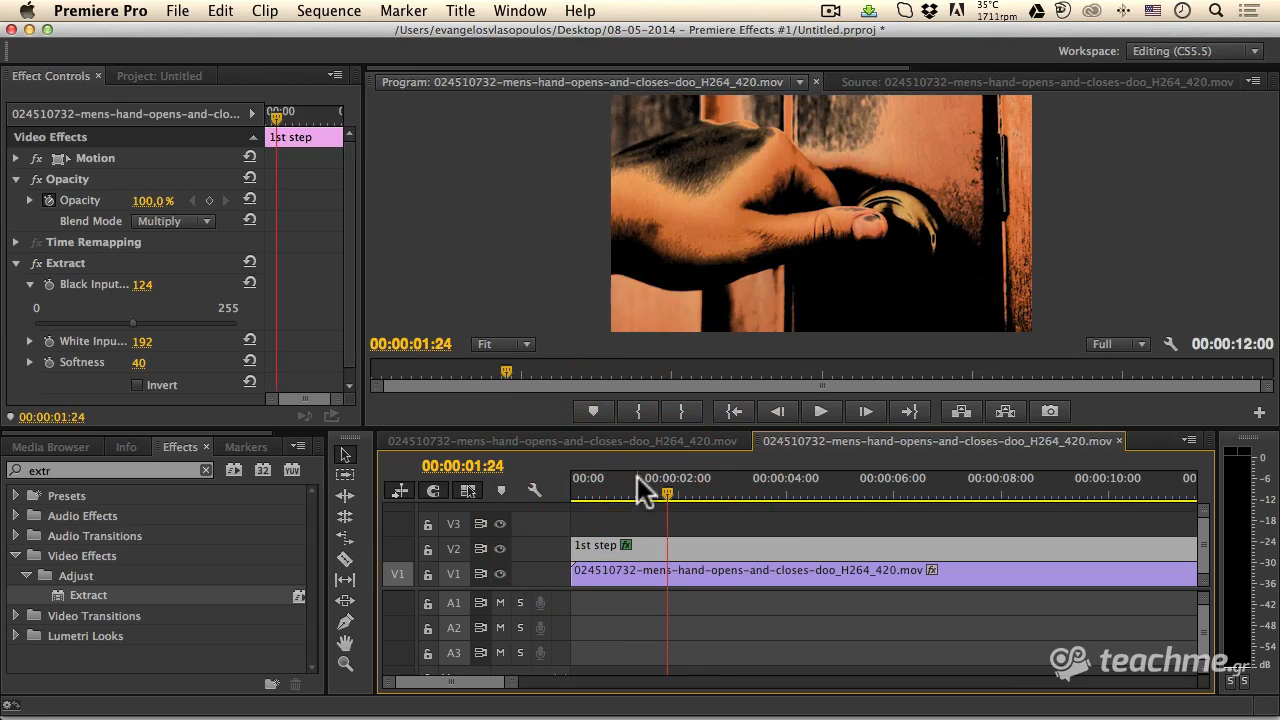 Premiere Pro File Edit Clip Sequence Marker Title Window Help 35°C 1711rpm
/Users/evangelosvlasopoulos/Desktop/08-05-2014 - Premiere Effects #1/Untitled.prproj *
Workspace: Editing (CS5.5)
Effect Controls × Project: Untitled
Program: 024510732-mens-hand-opens-and-closes-doo_H264_420.mov × Source: 024510732-mens-hand-opens-and-closes-doo_H264_420.mov
024510732-mens-hand-opens-and-clo... 00:00 0
Video Effects 1st step
fx Motion
fx Opacity
Opacity 100,0 %
Blend Mode Multiply
fx Time Remapping
fx Extract
Black Input... 124
0 255
White Inpu... 192
Softness 40
Invert
00:00:01:24
00:00:01:24 Fit Full 00:00:12:00
Media Browser Info Effects × Markers
extr 32 YUV
Presets
Audio Effects
Audio Transitions
Video Effects
Adjust
Extract
Video Transitions
Lumetri Looks
024510732-mens-hand-opens-and-closes-doo_H264_420.mov 024510732-mens-hand-opens-and-closes-doo_H264_420.mov ×
00:00:01:24
00:00 00:00:02:00 00:00:04:00 00:00:06:00 00:00:08:00 00:00:10:00 00
V3
V2 1st step fx
V1 V1 024510732-mens-hand-opens-and-closes-doo_H264_420.mov fx
A1 M S
A2 M S
A3 M S
0
-6
-12
-18
-24
-30
-36
-42
-48
-54
dB
S S
teachme.gr